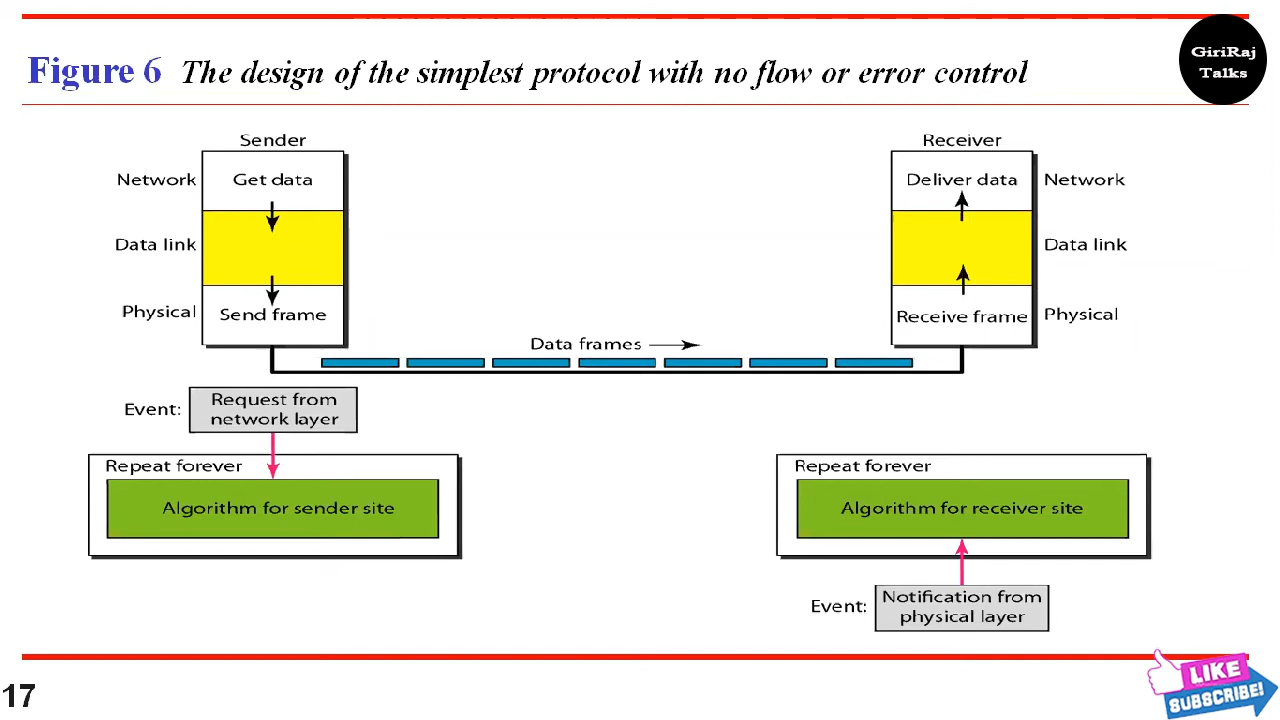 Figure 6 The design of the simplest protocol with no flow or error control
GiriRaj
Talks
Sender
Receiver
Network
Get data
Deliver data
Network
Data link
Data link
Physical
Send frame
Receive frame
Physical
Data frames
Event:
Request from
network layer
Repeat forever
Algorithm for sender site
Repeat forever
Algorithm for receiver site
Event:
Notification from
physical layer
17
LIKE
SUBSCRIBE!